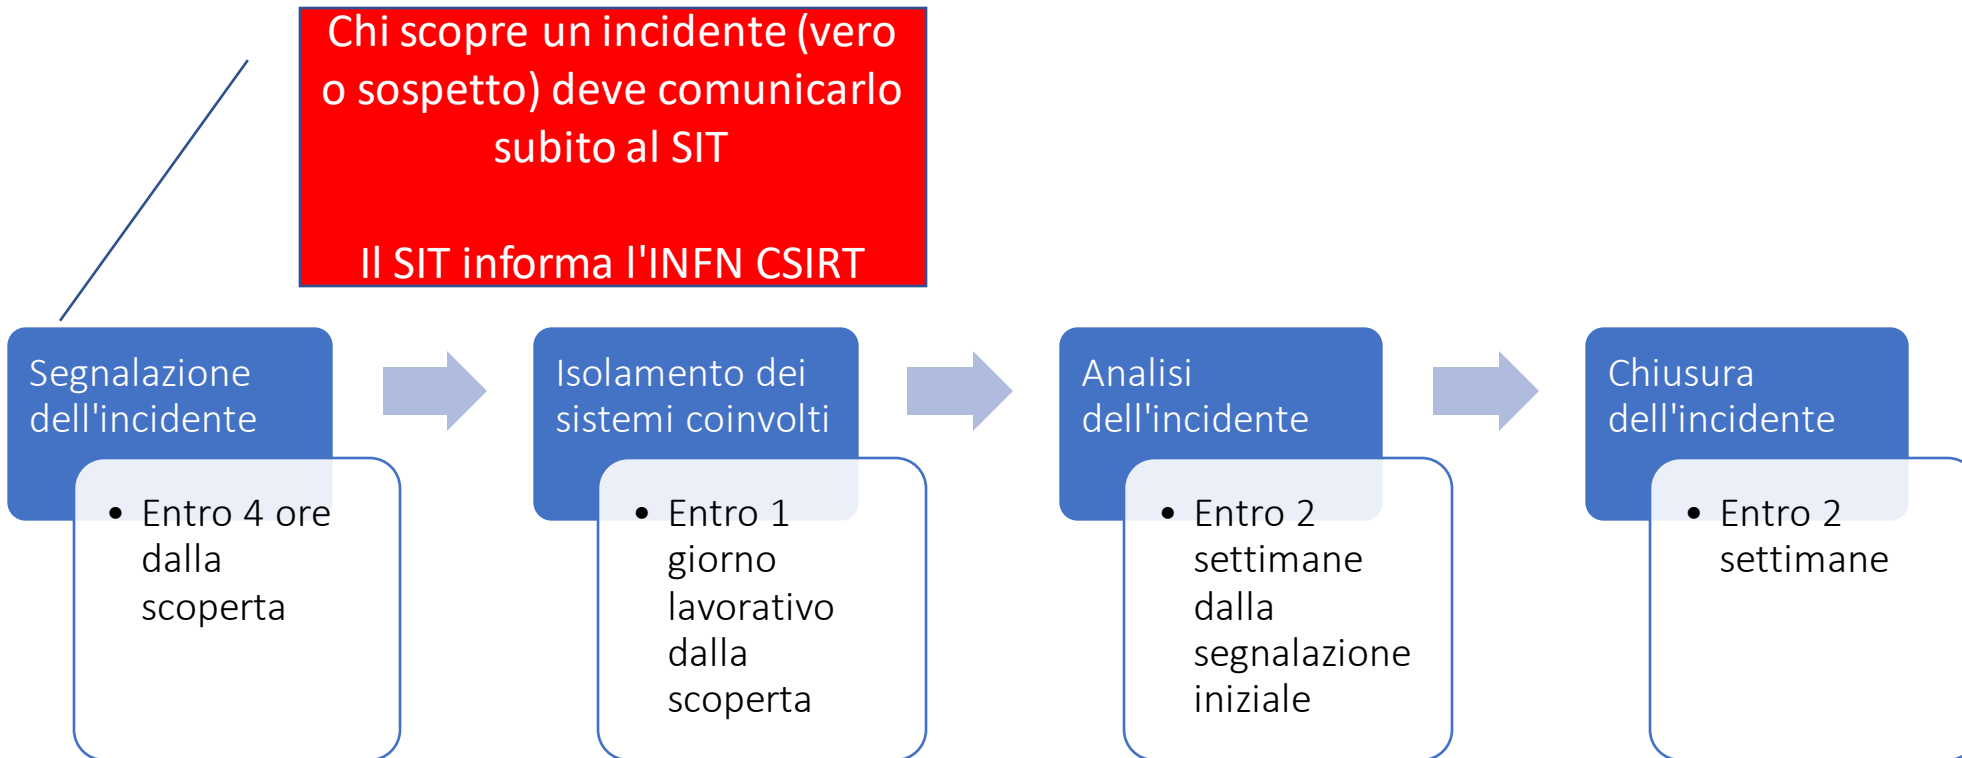 Chi scopre un incidente (vero
o sospetto) deve comunicarlo
subito al SIT
Il SIT informa l'INFN CSIRT
Segnalazione
dell'incidente
• Entro 4 ore
dalla
scoperta
Isolamento dei
sistemi coinvolti
• Entro 1
giorno
lavorativo
dalla
scoperta
Analisi
dell'incidente
• Entro 2
settimane
dalla
segnalazione
iniziale
Chiusura
dell'incidente
• Entro 2
settimane